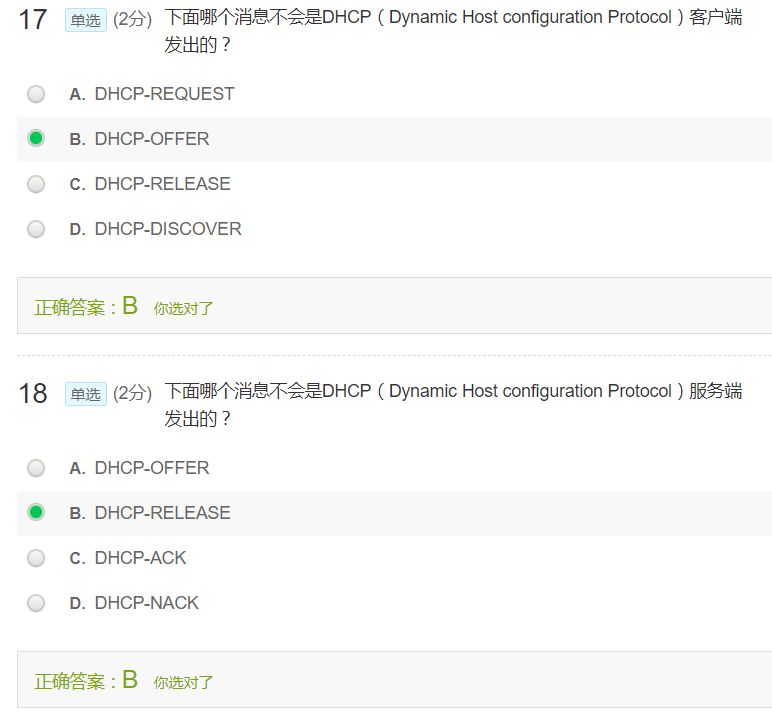 17 单选 (2分) 下面哪个消息不会是DHCP（Dynamic Host configuration Protocol）客户端
发出的？
A. DHCP-REQUEST
B. DHCP-OFFER
C. DHCP-RELEASE
D. DHCP-DISCOVER
正确答案：B 你选对了
18 单选 (2分) 下面哪个消息不会是DHCP（Dynamic Host configuration Protocol）服务端
发出的？
A. DHCP-OFFER
B. DHCP-RELEASE
C. DHCP-ACK
D. DHCP-NACK
正确答案：B 你选对了